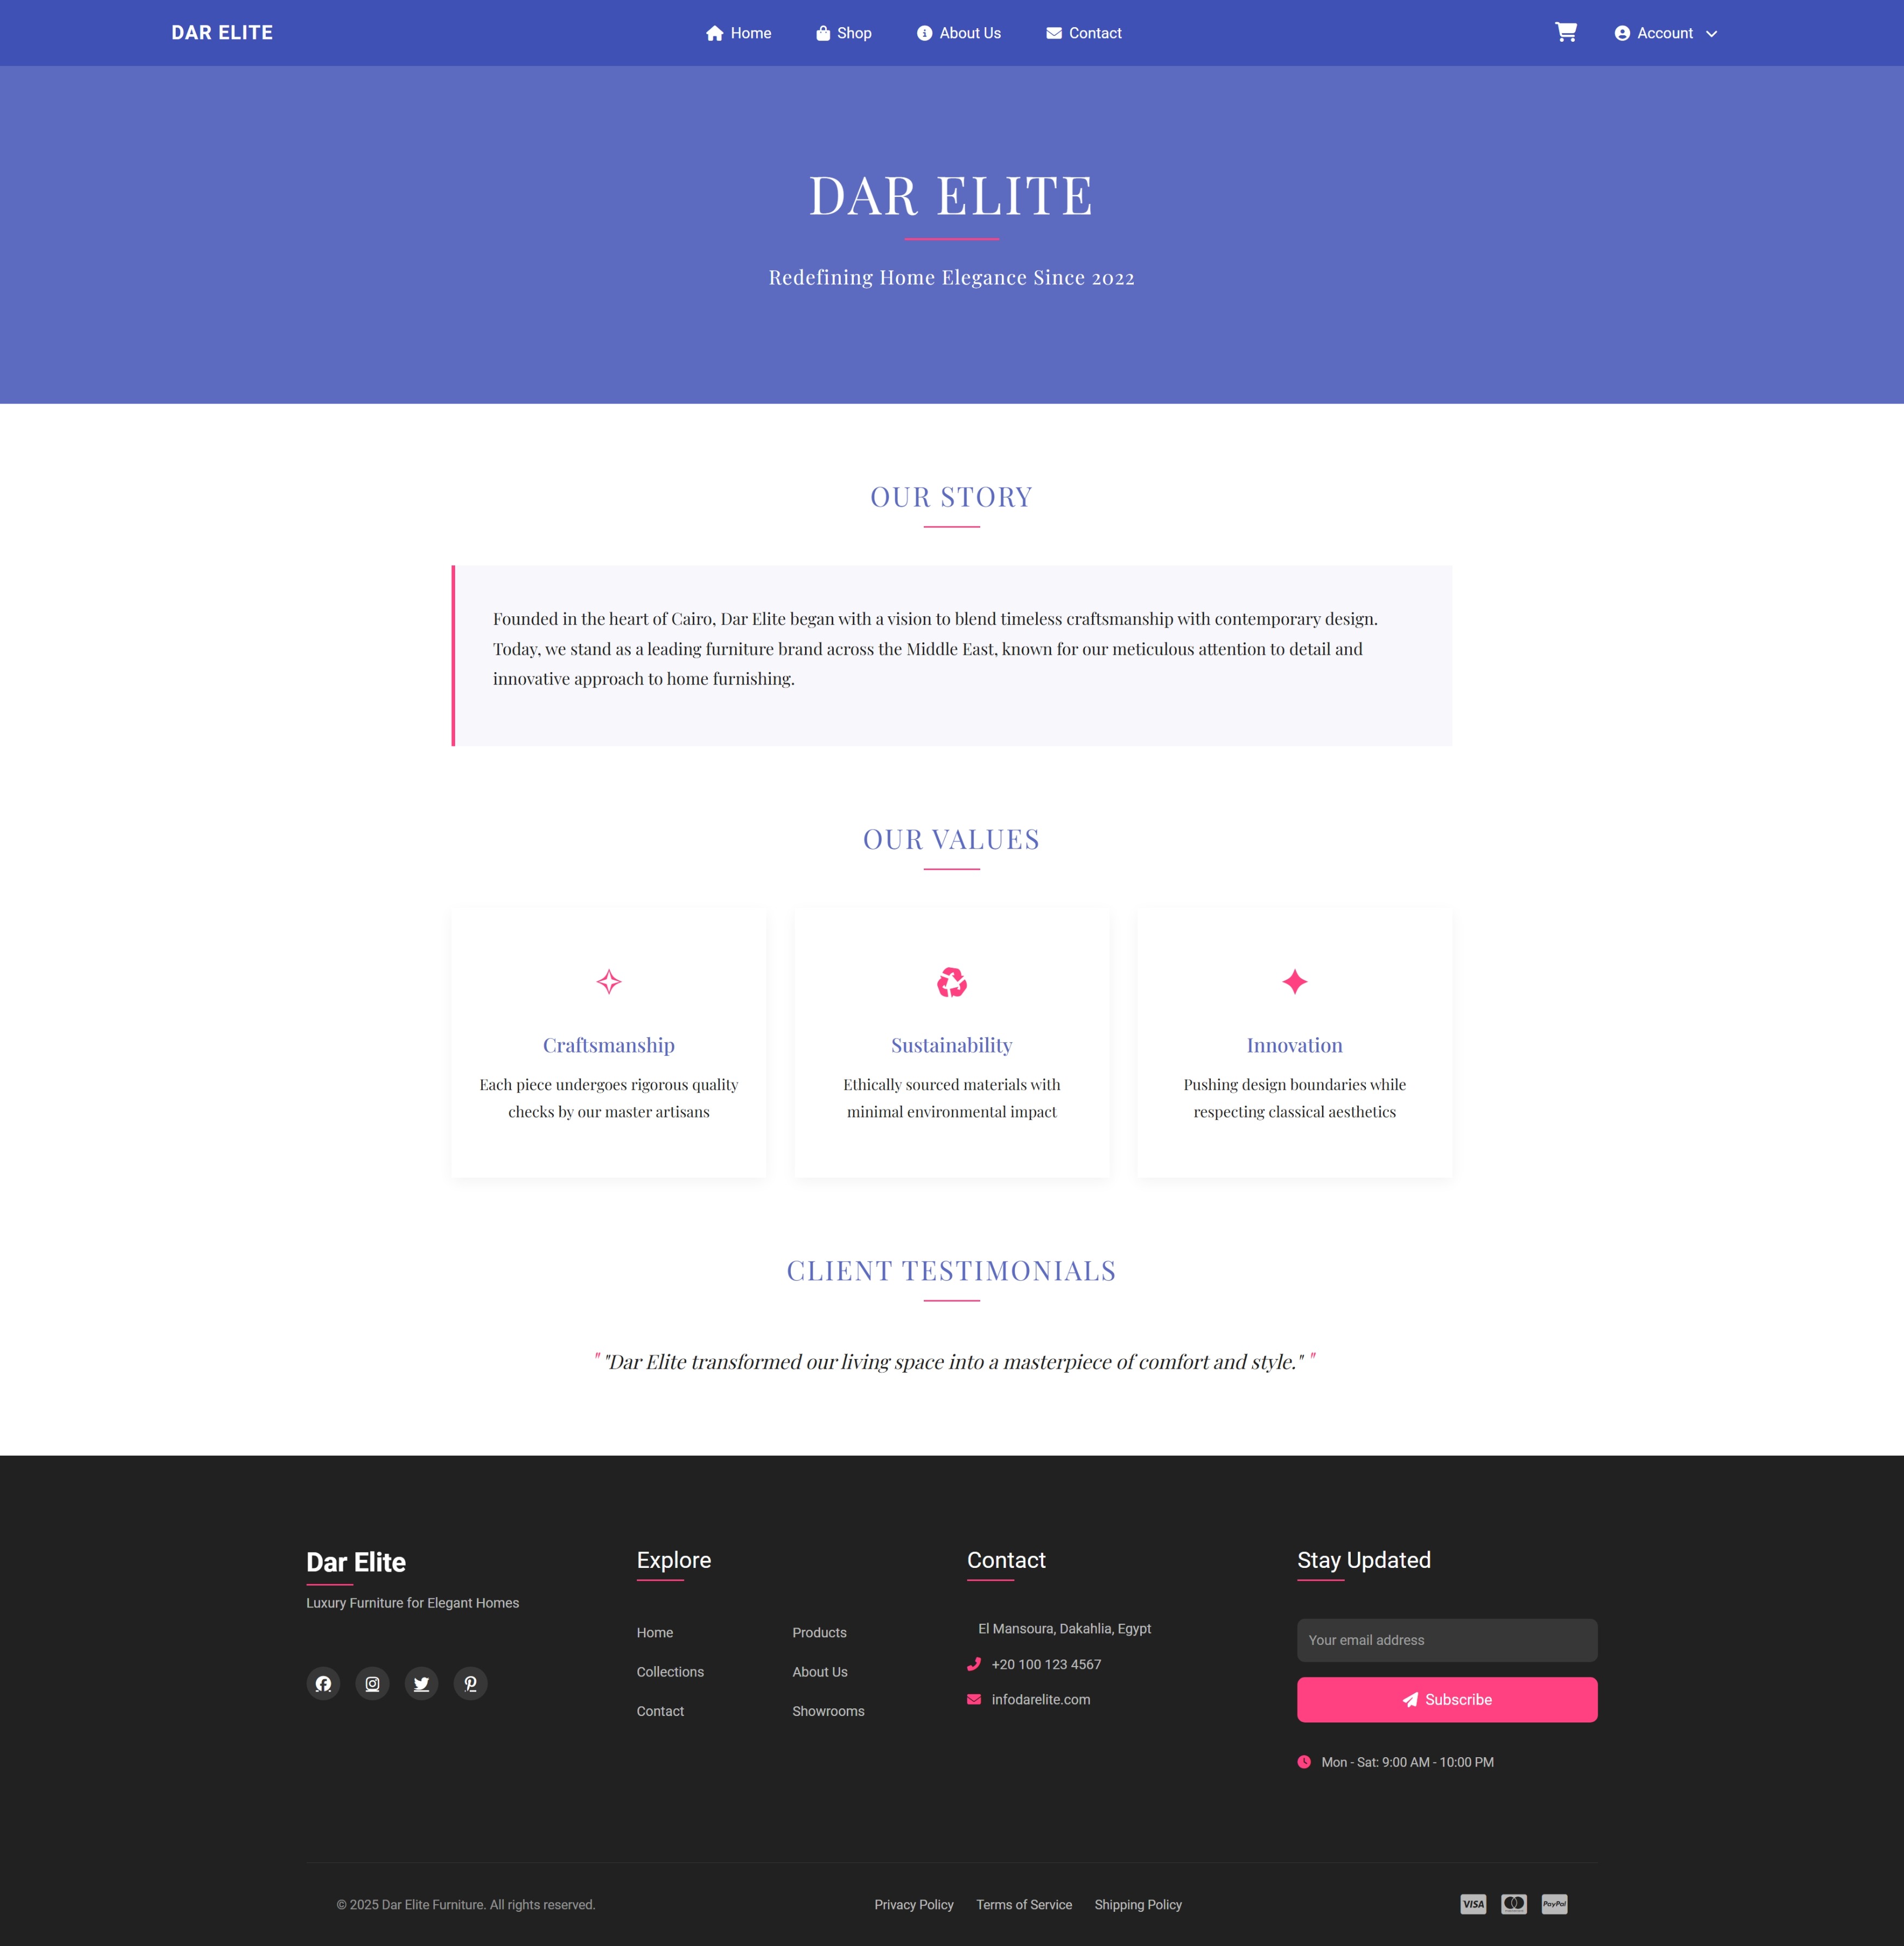 DAR ELITE
Home
Shop
About Us
Contact
Account
DAR ELITE
Redefining Home Elegance Since 2022
OUR STORY
Founded in the heart of Cairo, Dar Elite began with a vision to blend timeless craftsmanship with contemporary design.
Today, we stand as a leading furniture brand across the Middle East, known for our meticulous attention to detail and
innovative approach to home furnishing.
OUR VALUES
Craftsmanship
Each piece undergoes rigorous quality
checks by our master artisans
Sustainability
Ethically sourced materials with
minimal environmental impact
Innovation
Pushing design boundaries while
respecting classical aesthetics
CLIENT TESTIMONIALS
" "Dar Elite transformed our living space into a masterpiece of comfort and style." "
Dar Elite
Luxury Furniture for Elegant Homes
Explore
Home
Products
Collections
About Us
Contact
Showrooms
Contact
El Mansoura, Dakahlia, Egypt
+20 100 123 4567
infodarelite.com
Stay Updated
Your email address
Subscribe
Mon - Sat: 9:00 AM - 10:00 PM
© 2025 Dar Elite Furniture. All rights reserved.
Privacy Policy
Terms of Service
Shipping Policy
VISA
PayPal